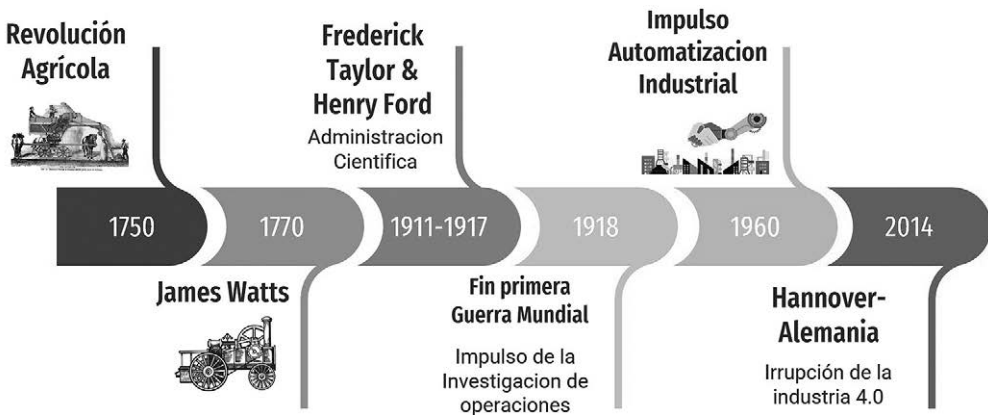 Revolución
Agrícola
1750
1770
James Watts
Frederick
Taylor &
Henry Ford
Administracion
Cientifica
1911-1917
1918
Fin primera
Guerra Mundial
Impulso de la
Investigacion de
operaciones
Impulso
Automatizacion
Industrial
1960
2014
Hannover-
Alemania
Irrupción de la
industria 4.0